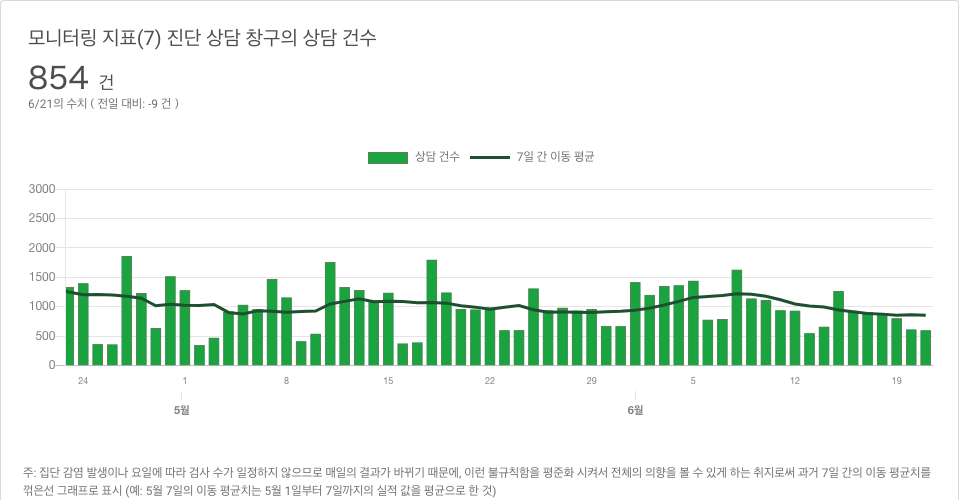 모니터링 지표(7) 진단 상담 창구의 상담 건수
854 건
6/21의 수치 ( 전일 대비: -9 건 )
상담 건수 7일 간 이동 평균
3000
2500
2000
1500
1000
500
0
24 1 8 15 22 29 5 12 19
5월 6월
주: 집단 감염 발생이나 요일에 따라 검사 수가 일정하지 않으므로 매일의 결과가 바뀌기 때문에, 이런 불규칙함을 평준화 시켜서 전체의 의향을 볼 수 있게 하는 취지로써 과거 7일 간의 이동 평균치를
꺾은선 그래프로 표시 (예: 5월 7일의 이동 평균치는 5월 1일부터 7일까지의 실적 값을 평균으로 한 것)